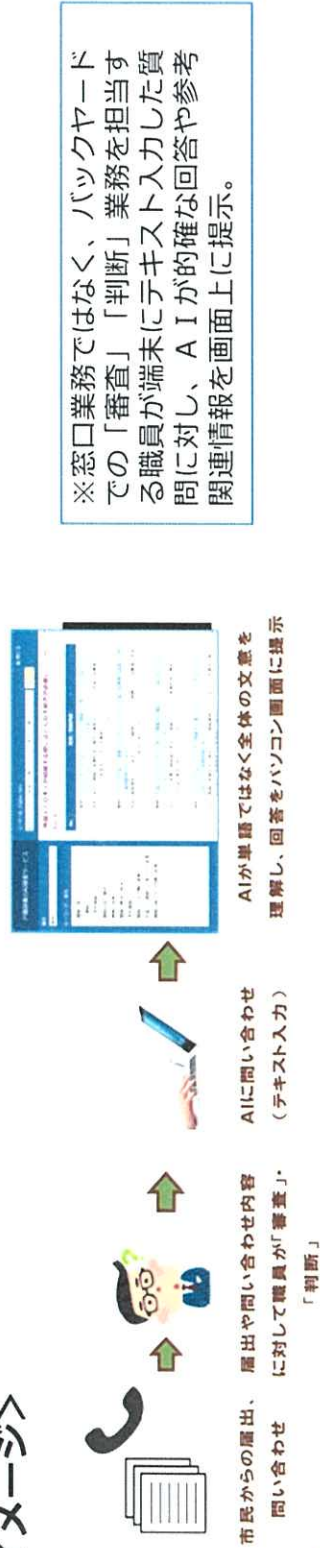 メージ>
市民からの届出、
問い合わせ
届出や問い合わせ内容
に対して職員が「審査」・
「判断」
AIに問い合わせ
（テキスト入力）
AIが単語ではなく全体の文意を
理解し、回答をパソコン画面に提示
※窓口業務ではなく、バックヤード
での「審査」「判断」業務を担当す
る職員が端末にテキスト入力した質
問に対し、ＡＩが的確な回答や参考
関連情報を画面上に提示。